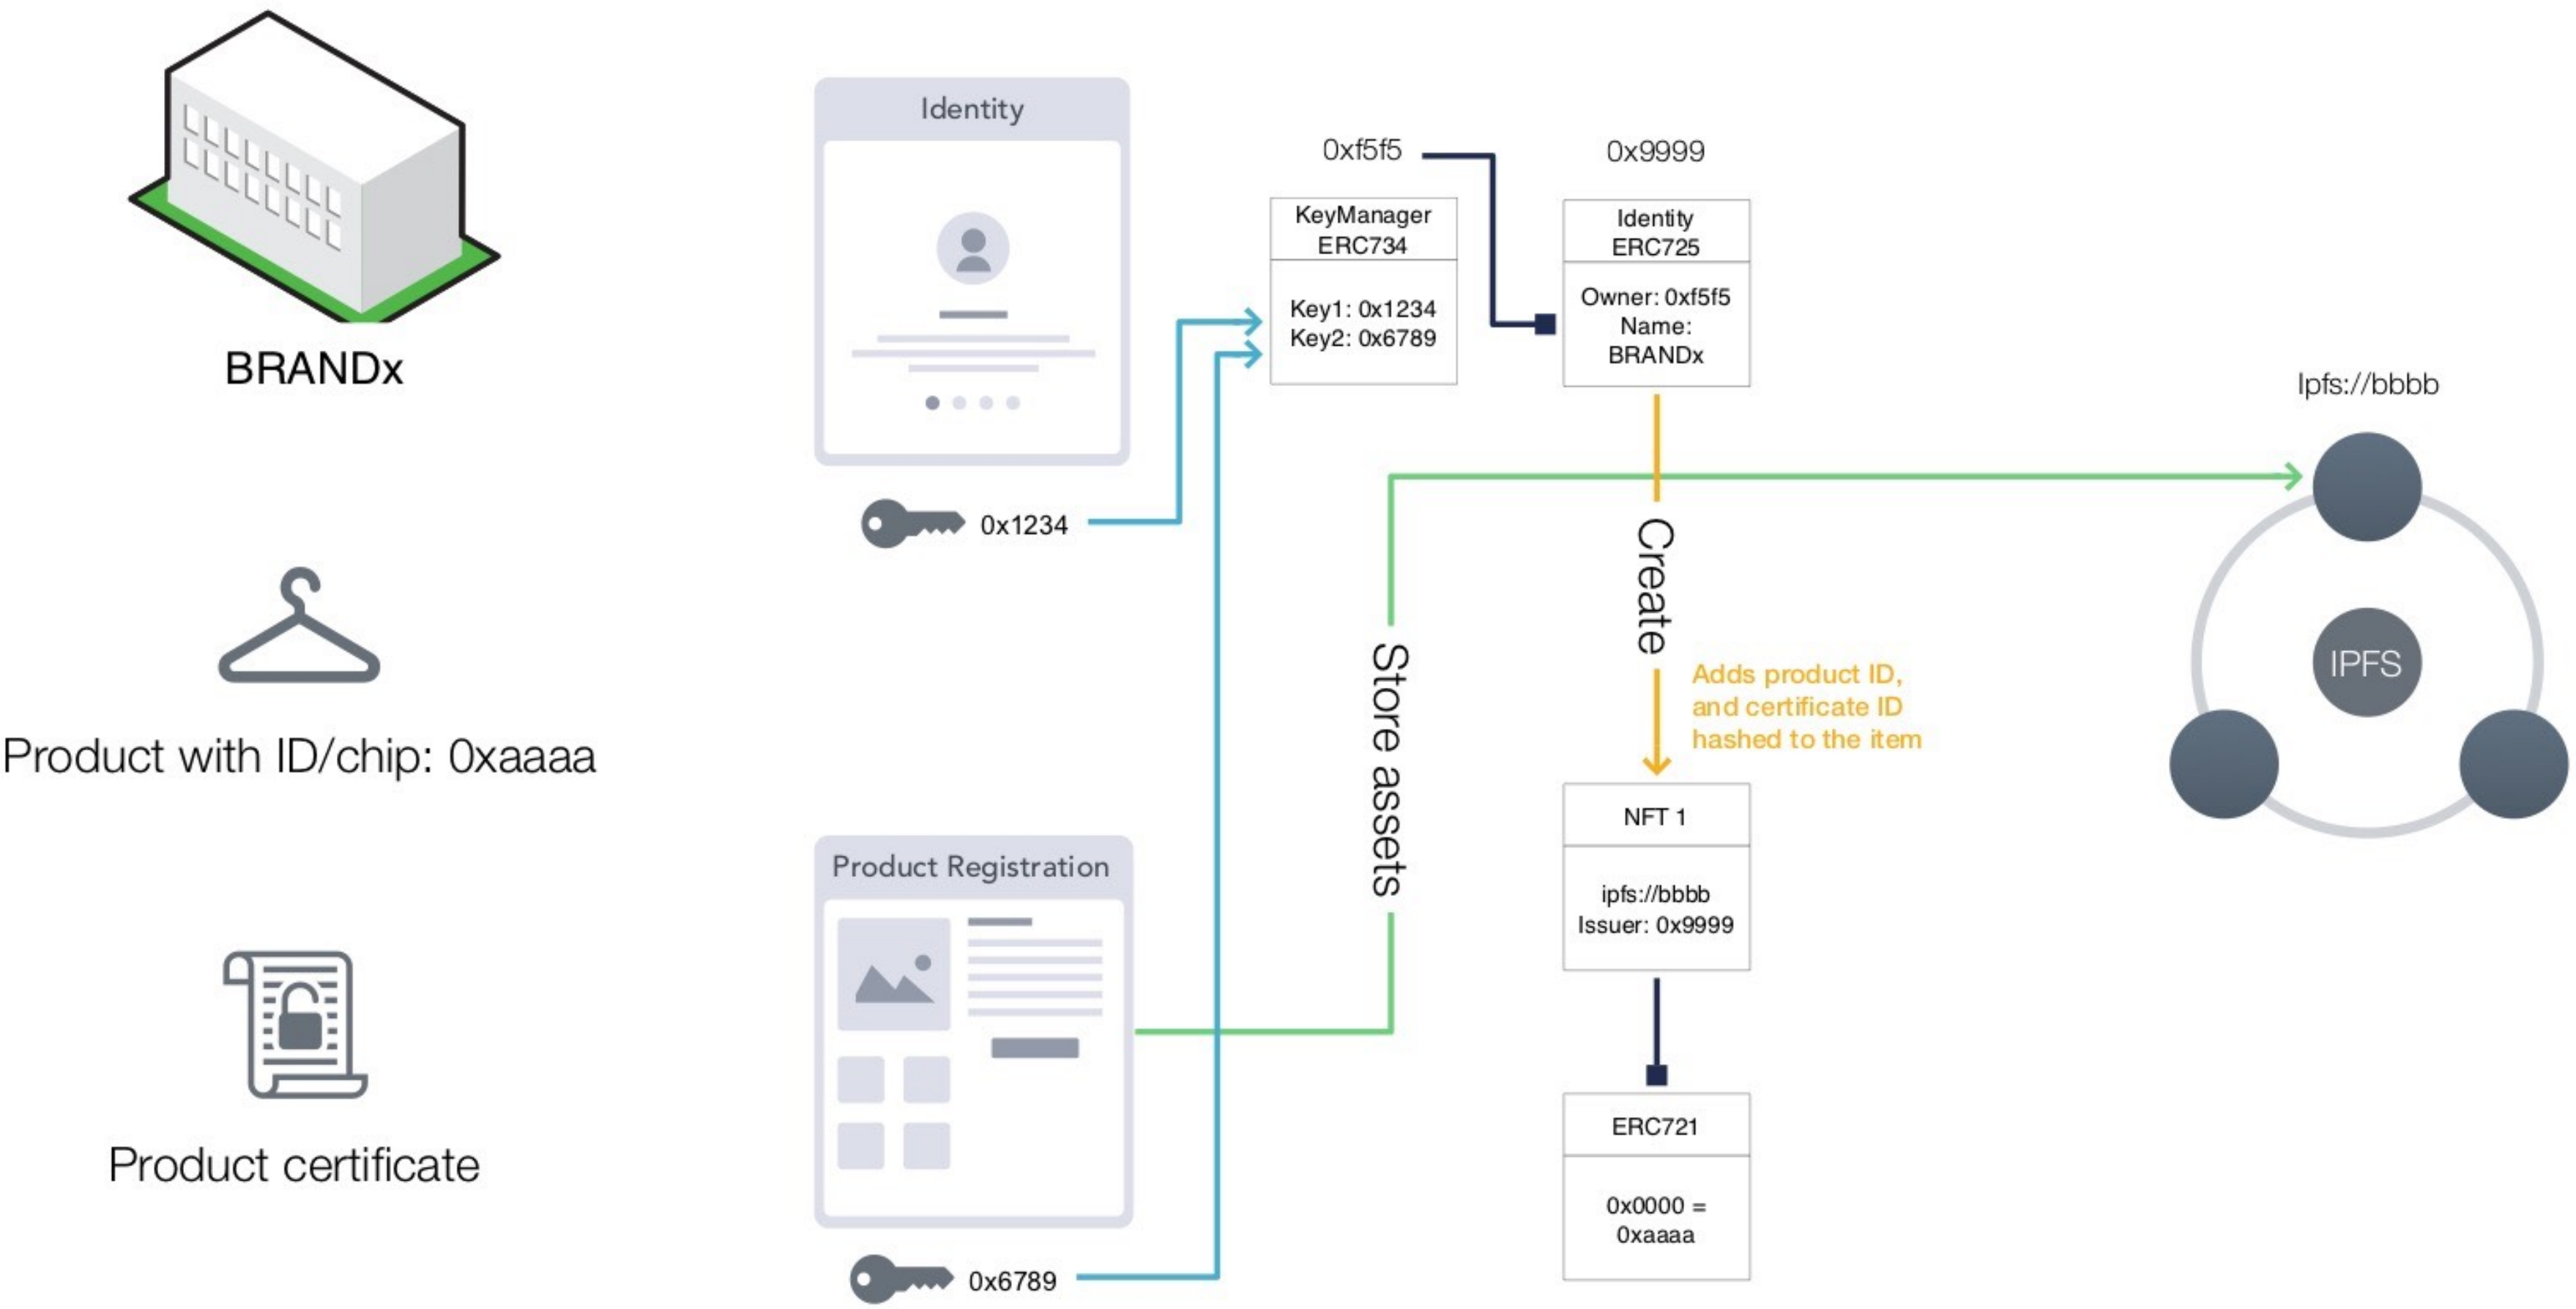 BRANDx
Product with ID/chip: 0xaaaa
Product certificate
Identity
0x1234
Product Registration
0x6789
0xf5f5
KeyManager
ERC734
Key1: 0x1234
Key2: 0x6789
0x9999
Identity
ERC725
Owner: 0xf5f5
Name:
BRANDx
Store assets
Create
Adds product ID,
and certificate ID
hashed to the item
NFT 1
ipfs://bbbb
Issuer: 0x9999
ERC721
0x0000 =
0xaaaa
Ipfs://bbbb
IPFS